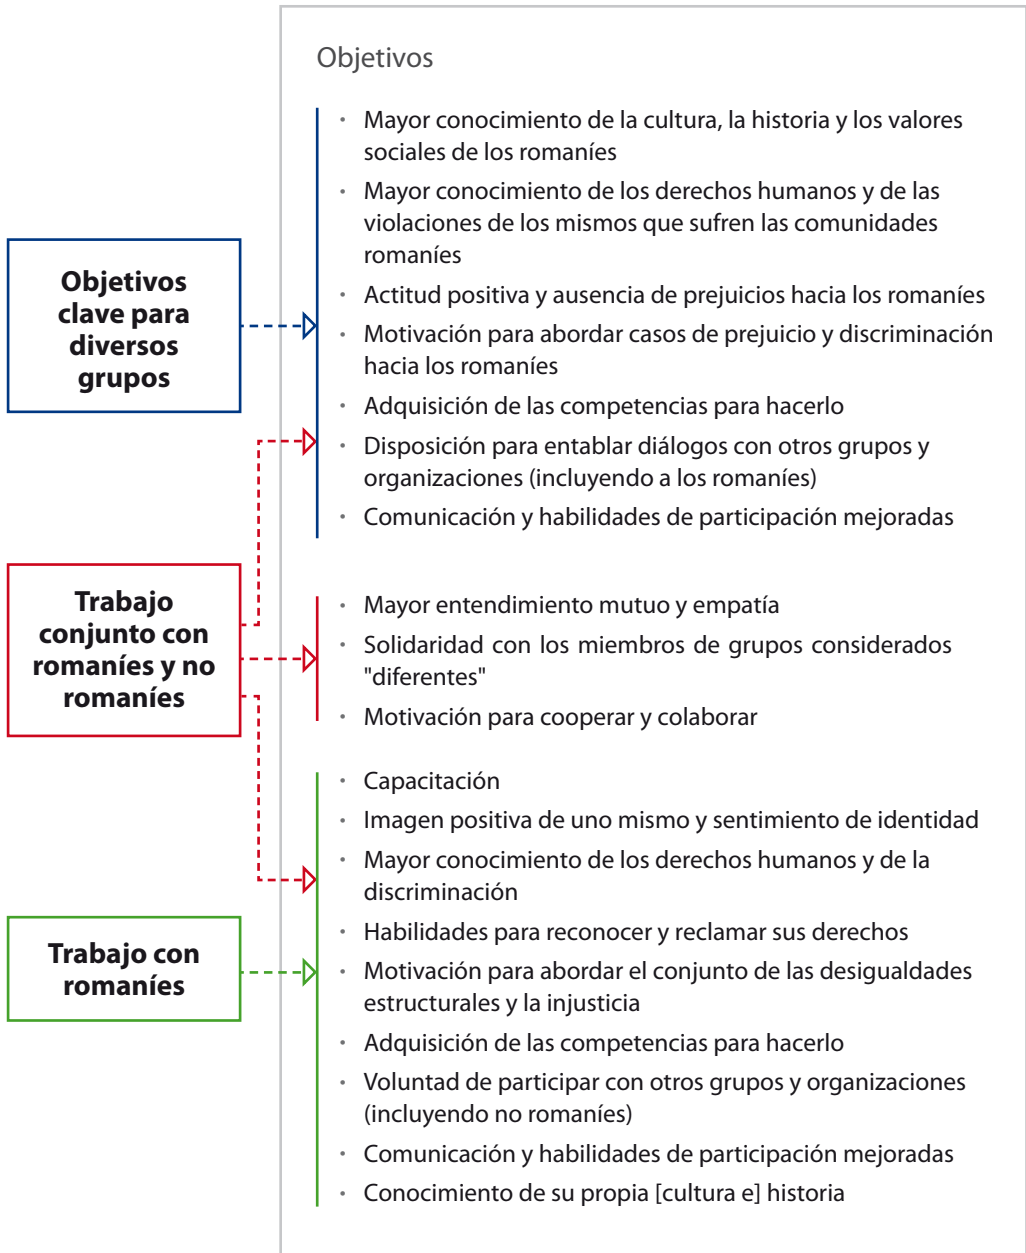 Objetivos
· Mayor conocimiento de la cultura, la historia y los valores
sociales de los romaníes
· Mayor conocimiento de los derechos humanos y de las
violaciones de los mismos que sufren las comunidades
romaníes
· Actitud positiva y ausencia de prejuicios hacia los romaníes
· Motivación para abordar casos de prejuicio y discriminación
hacia los romaníes
· Adquisición de las competencias para hacerlo
· Disposición para entablar diálogos con otros grupos y
organizaciones (incluyendo a los romaníes)
· Comunicación y habilidades de participación mejoradas
Objetivos
clave para
diversos
grupos
Trabajo
conjunto con
romaníes y no
romaníes
· Mayor entendimiento mutuo y empatía
· Solidaridad con los miembros de grupos considerados
"diferentes"
· Motivación para cooperar y colaborar
Trabajo con
romaníes
· Capacitación
· Imagen positiva de uno mismo y sentimiento de identidad
· Mayor conocimiento de los derechos humanos y de la
discriminación
· Habilidades para reconocer y reclamar sus derechos
· Motivación para abordar el conjunto de las desigualdades
estructurales y la injusticia
· Adquisición de las competencias para hacerlo
· Voluntad de participar con otros grupos y organizaciones
(incluyendo no romaníes)
· Comunicación y habilidades de participación mejoradas
· Conocimiento de su propia [cultura e] historia